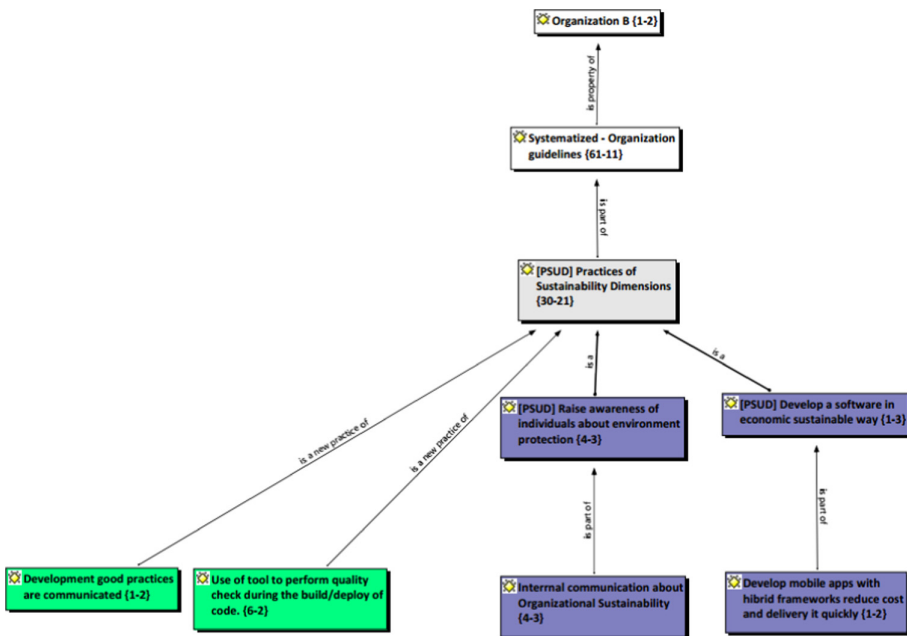 Organization B {1-2}
is property of
Systematized - Organization
guidelines {61-11}
is part of
[PSUD] Practices of
Sustainability Dimensions
{30-21}
is a new practice of
is a new practice of
is a
is a
[PSUD] Raise awareness of
individuals about environment
protection {4-3}
[PSUD] Develop a software in
economic sustainable way {1-3}
is part of
is part of
Development good practices
are communicated {1-2}
Use of tool to perform quality
check during the build/deploy of
code. {6-2}
Interrnal communication about
Organizational Sustainability
{4-3}
Develop mobile apps with
hibrid frameworks reduce cost
and delivery it quickly {1-2}